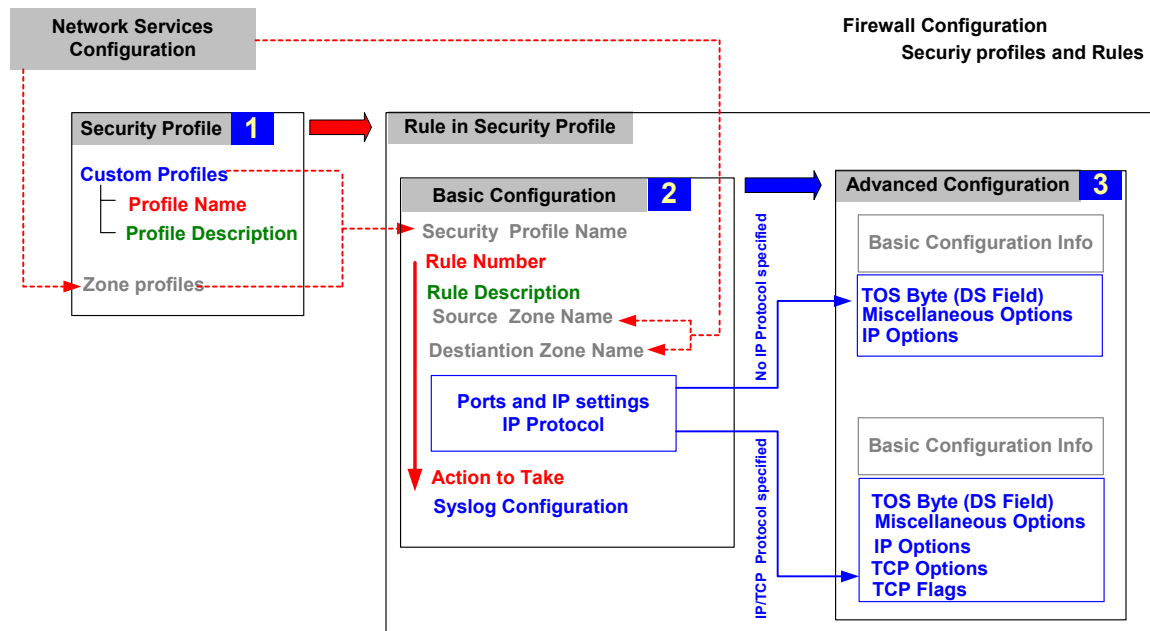 Network Services
Configuration
Firewall Configuration
Securiy profiles and Rules
Security Profile 1
Custom Profiles
Profile Name
Profile Description
Zone profiles
Rule in Security Profile
Basic Configuration 2
Security Profile Name
Rule Number
Rule Description
Source Zone Name
Destiantion Zone Name
Ports and IP settings
IP Protocol
Action to Take
Syslog Configuration
No IP Protocol specified
IP/TCP Protocol specified
Advanced Configuration 3
Basic Configuration Info
TOS Byte (DS Field)
Miscellaneous Options
IP Options
Basic Configuration Info
TOS Byte (DS Field)
Miscellaneous Options
IP Options
TCP Options
TCP Flags